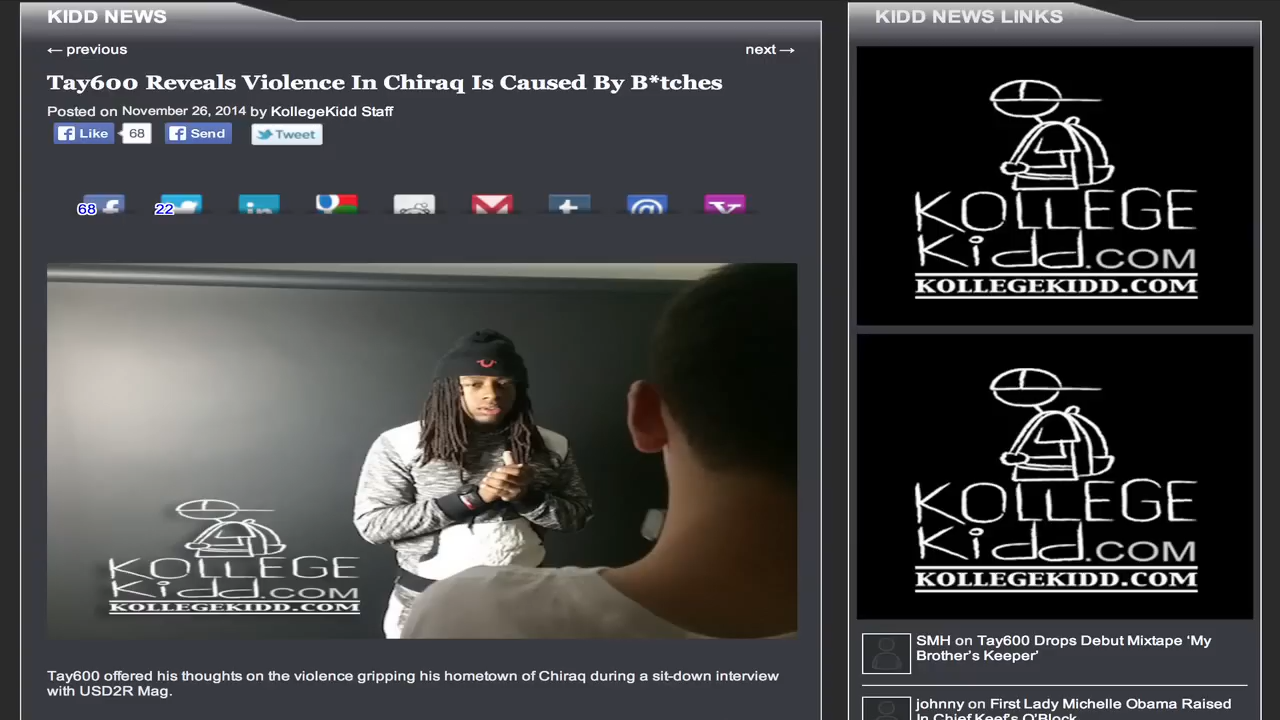 KIDD NEWS
← previous
next →
Tay600 Reveals Violence In Chiraq Is Caused By B*tches
Posted on November 26, 2014 by KollegeKidd Staff
Like
68
Send
Tweet
68
22
KOLLEGE
Kidd.COM
KOLLEGEKIDD.COM
Tay600 offered his thoughts on the violence gripping his hometown of Chiraq during a sit-down interview
with USD2R Mag.
KIDD NEWS LINKS
KOLLEGE
Kidd.COM
KOLLEGEKIDD.COM
KOLLEGE
Kidd.COM
KOLLEGEKIDD.COM
SMH on Tay600 Drops Debut Mixtape 'My
Brother's Keeper'
johnny on First Lady Michelle Obama Raised
In Chief Keef's O'Block